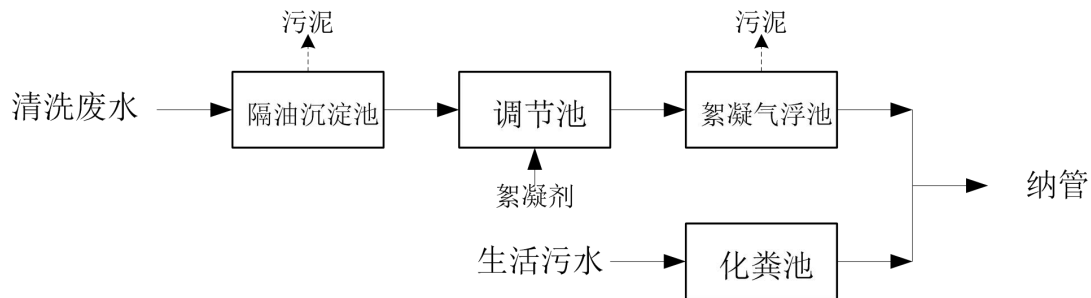 污泥
污泥
清洗废水
隔油沉淀池
调节池
絮凝气浮池
纳管
絮凝剂
生活污水
化粪池